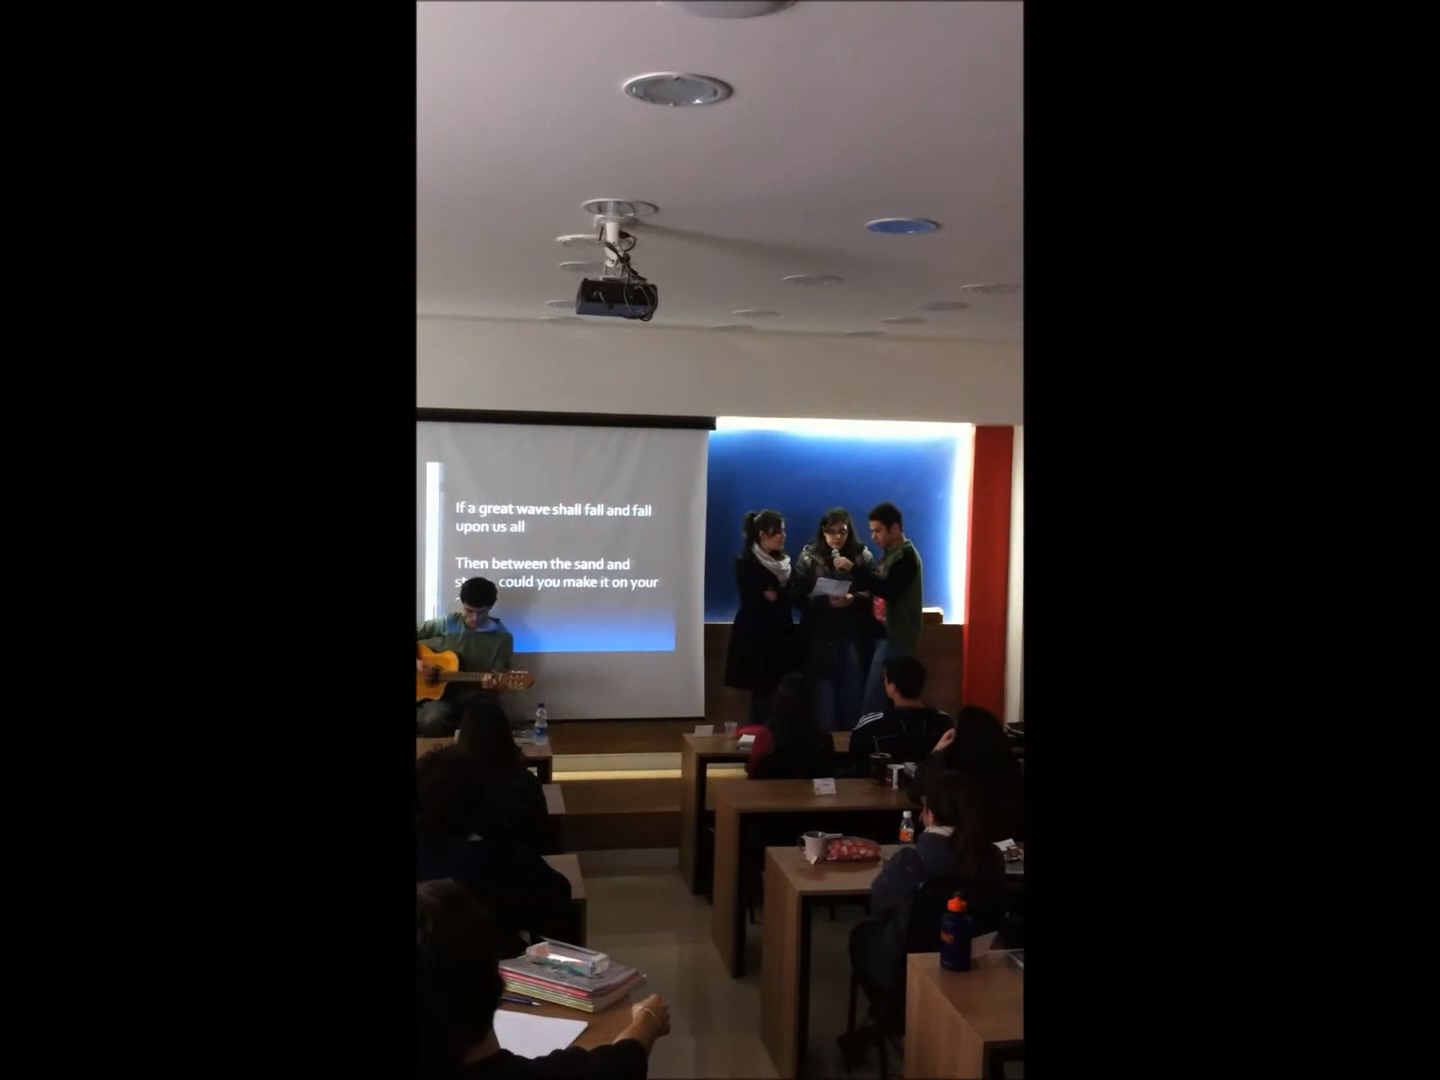 If a great wave shall fall and fall
upon us all
Then between the sand and
could you make it on your